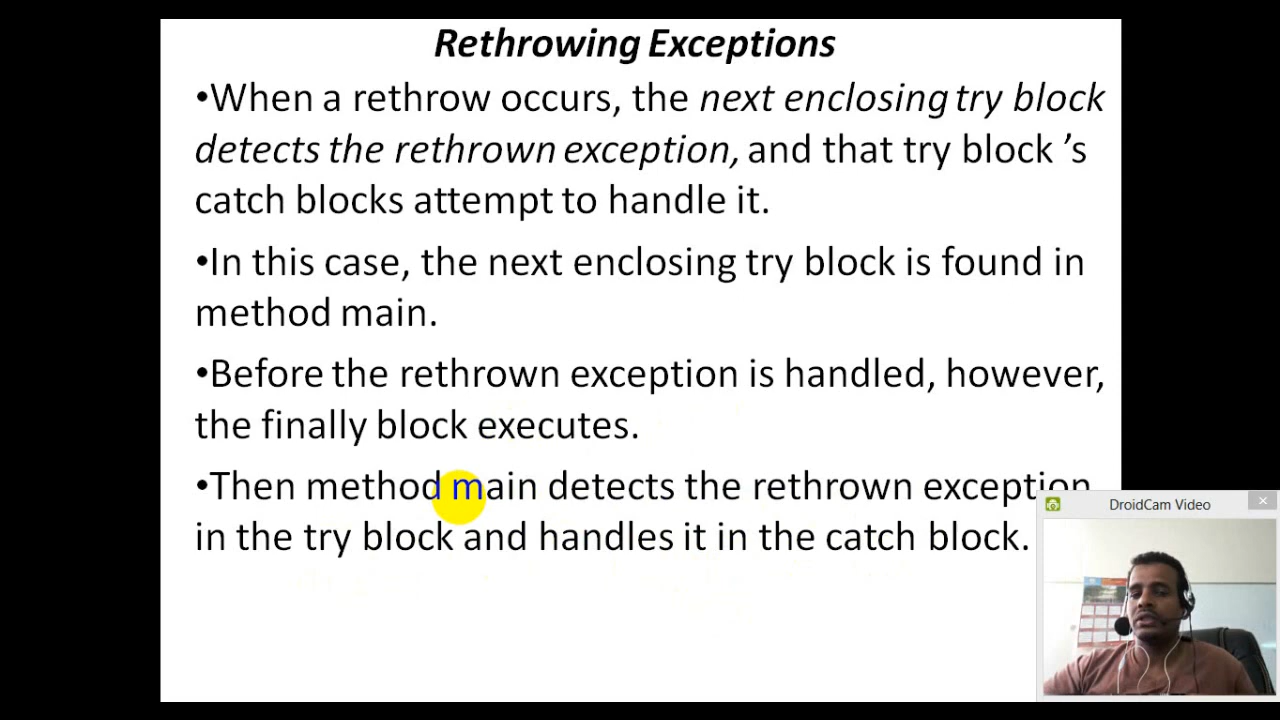 Rethrowing Exceptions
•When a rethrow occurs, the next enclosing try block
detects the rethrown exception, and that try block ’s
catch blocks attempt to handle it.
•In this case, the next enclosing try block is found in
method main.
•Before the rethrown exception is handled, however,
the finally block executes.
•Then method main detects the rethrown exception
in the try block and handles it in the catch block.
DroidCam Video